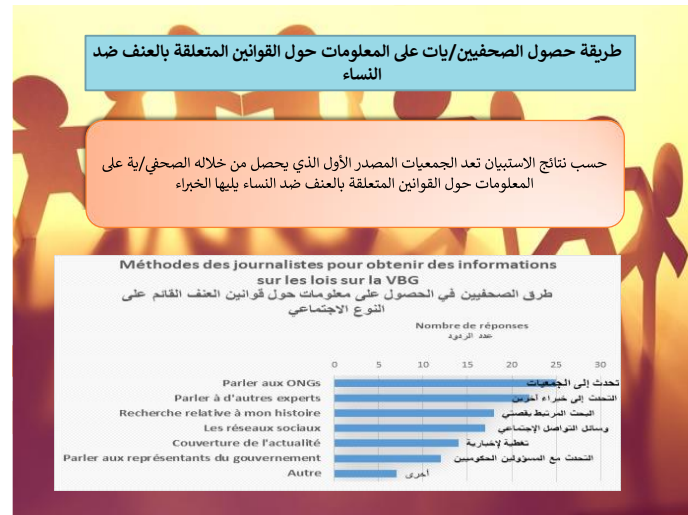 طريقة حصول الصحفيين/يات على المعلومات حول القوانين المتعلقة بالعنف ضد
النساء
حسب نتائج الاستبيان تعد الجمعيات المصدر الأول الذي يحصل من خلاله الصحفي/ية على
المعلومات حول القوانين المتعلقة بالعنف ضد النساء يليها الخبراء
Méthodes des journalistes pour obtenir des informations
sur les lois sur la VBG
طرق الصحفيين في الحصول على معلومات حول قوانين العنف القائم على
النوع الاجتماعي
Nombre de réponses
عدد الردود
0 5 10 15 20 25 30
Parler aux ONGs تحدث إلى الجمعيات
Parler à d'autres experts التحدث إلى خبراء آخرين
Recherche relative à mon histoire البحث المرتبط بقصتي
Les réseaux sociaux وسائل التواصل الإجتماعي
Couverture de l'actualité تغطية لإخبارية
Parler aux représentants du gouvernement التحدث مع المسؤولين الحكوميين
Autre أخرى